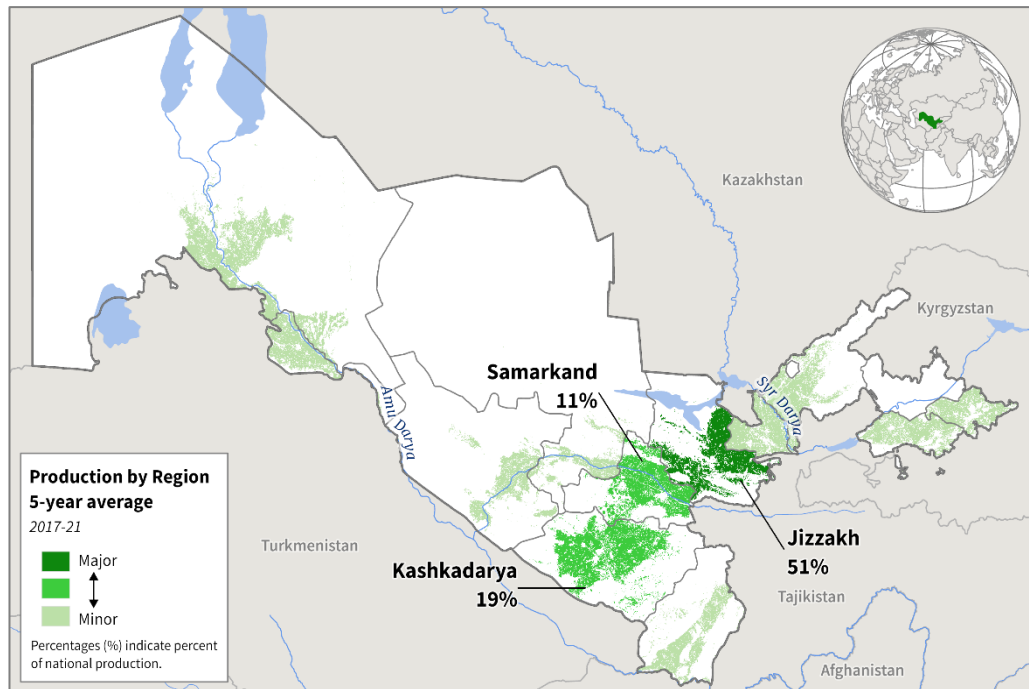 Kazakhstan
Kyrgyzstan
Samarkand
11%
Syr Darya
Amu Darya
Production by Region
5-year average
2017-21
Major
Minor
Percentages (%) indicate percent
of national production.
Turkmenistan
Kashkadarya
19%
Jizzakh
51%
Tajikistan
Afghanistan